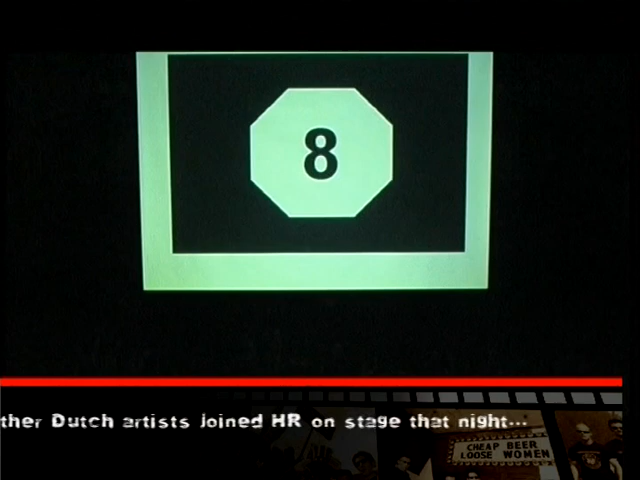 8
ther Dutch artists joined HR on stage that night...
CHEAP BEER
LOOSE WOMEN